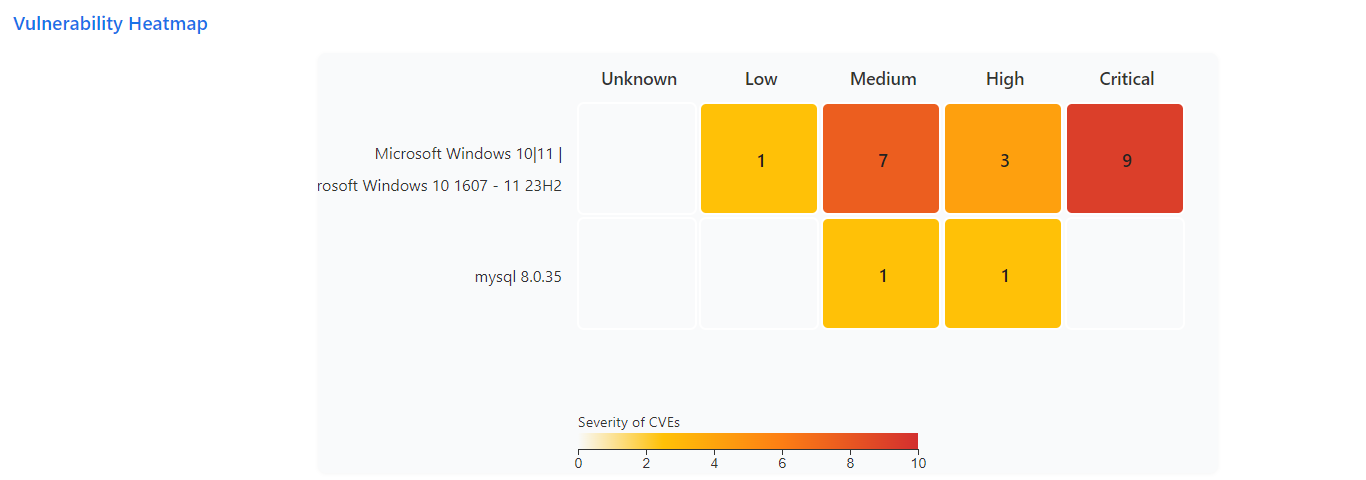 Vulnerability Heatmap
Unknown Low Medium High Critical
Microsoft Windows 10|11 |
rosoft Windows 10 1607 - 11 23H2
1 7 3 9
mysql 8.0.35
1 1
Severity of CVEs
0 2 4 6 8 10